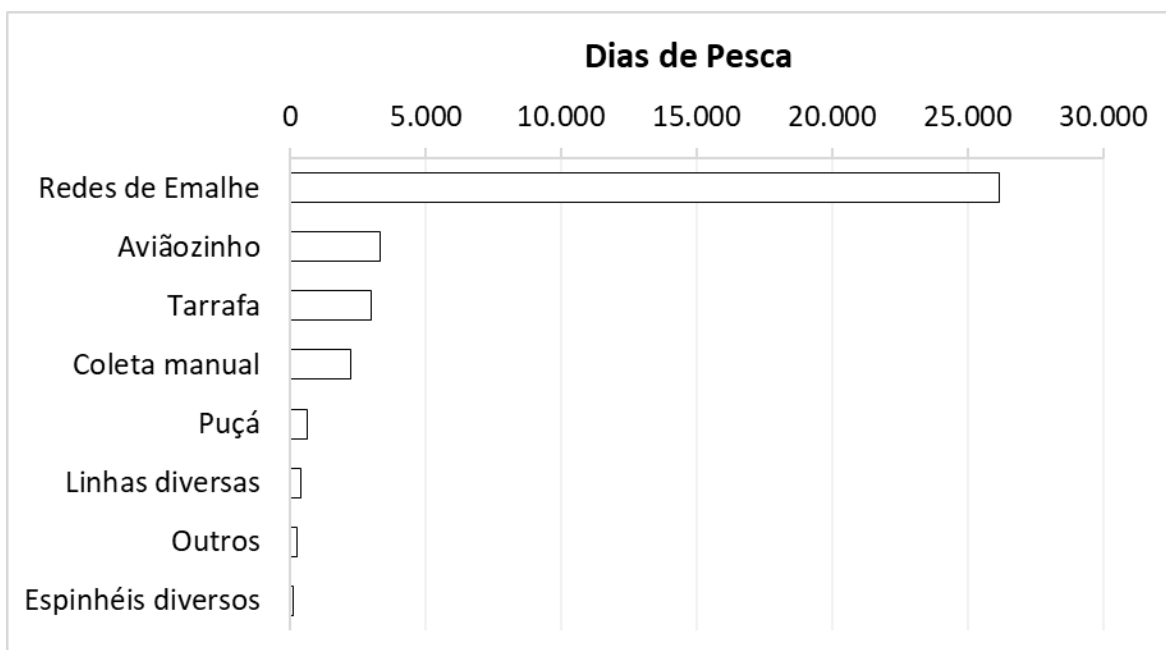 Dias de Pesca
0 5.000 10.000 15.000 20.000 25.000 30.000
Redes de Emalhe
Aviãozinho
Tarrafa
Coleta manual
Puçá
Linhas diversas
Outros
Espinhéis diversos